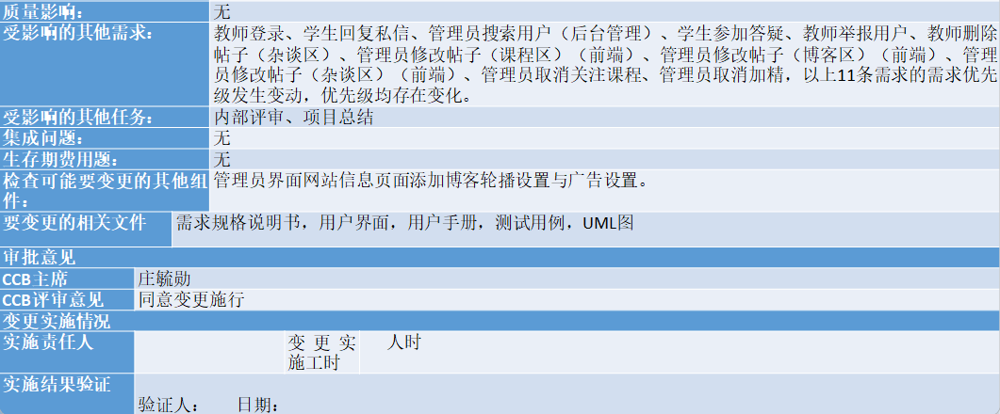 质量影响： 无
受影响的其他需求： 教师登录、学生回复私信、管理员搜索用户（后台管理）、学生参加答疑、教师举报用户、教师删除
帖子（杂谈区）、管理员修改帖子（课程区）（前端）、管理员修改帖子（博客区）（前端）、管理
员修改帖子（杂谈区）（前端）、管理员取消关注课程、管理员取消加精，以上11条需求的需求优先
级发生变动，优先级均存在变化。
受影响的其他任务： 内部评审、项目总结
集成问题： 无
生存期费用题： 无
检查可能要变更的其他组 管理员界面网站信息页面添加博客轮播设置与广告设置。
件：
要变更的相关文件 需求规格说明书，用户界面，用户手册，测试用例，UML图
审批意见
CCB主席 庄毓勋
CCB评审意见 同意变更施行
变更实施情况
实施责任人 变更实 人时
施工时
实施结果验证
验证人： 日期：